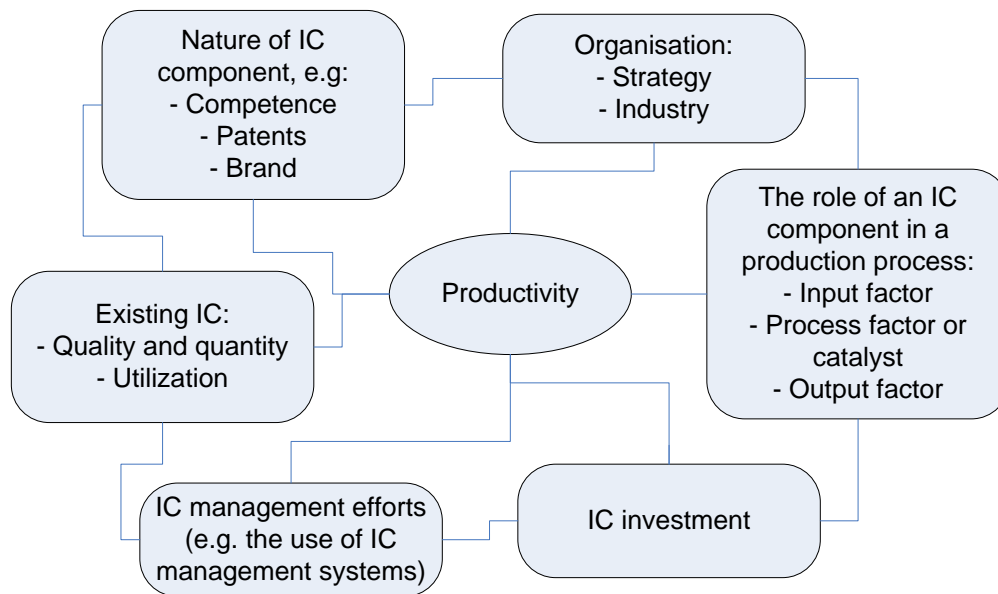 Nature of IC
component, e.g:
- Competence
- Patents
- Brand
Organisation:
- Strategy
- Industry
The role of an IC
component in a
production process:
- Input factor
- Process factor or
catalyst
- Output factor
Productivity
Existing IC:
- Quality and quantity
- Utilization
IC management efforts
(e.g. the use of IC
management systems)
IC investment